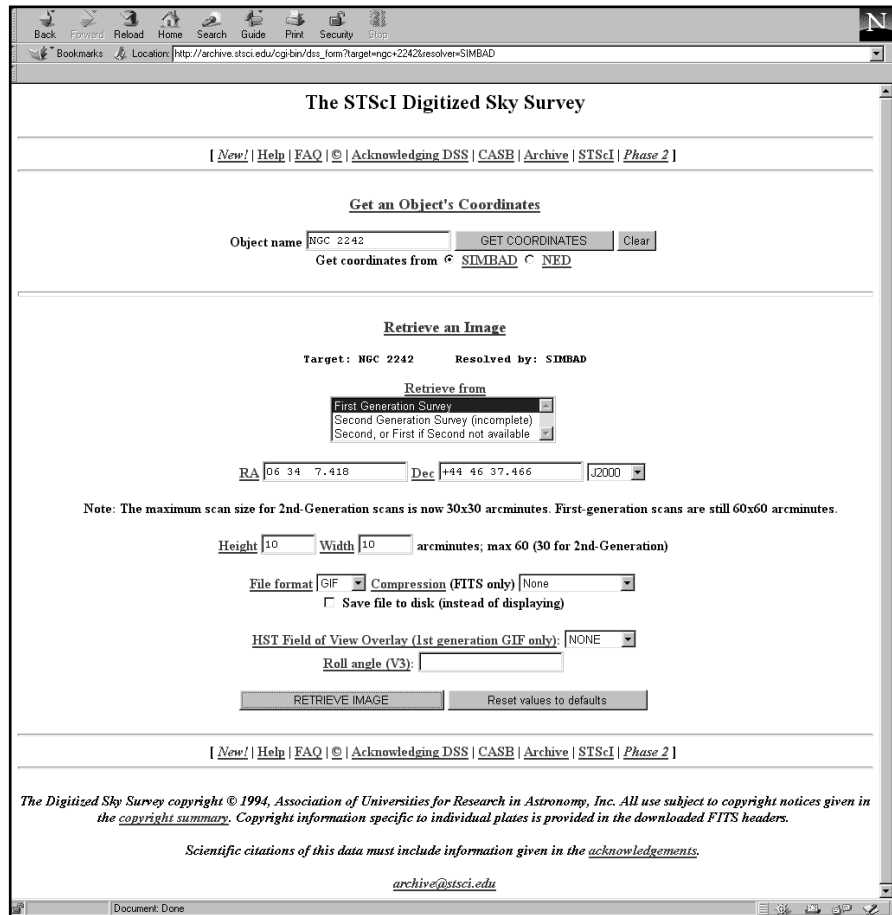 Back Forward Reload Home Search Guide Print Security Stop
N
Bookmarks Location: http://archive.stsci.edu/cgi-bin/dss_form?target=ngc+2242&resolver=SIMBAD
The STScI Digitized Sky Survey
[ New! | Help | FAQ | © | Acknowledging DSS | CASB | Archive | STScI | Phase 2 ]
Get an Object's Coordinates
Object name NGC 2242 GET COORDINATES Clear
Get coordinates from SIMBAD NED
Retrieve an Image
Target: NGC 2242 Resolved by: SIMBAD
Retrieve from
First Generation Survey
Second Generation Survey (incomplete)
Second, or First if Second not available
RA 06 34 7.418 Dec +44 46 37.466 J2000
Note: The maximum scan size for 2nd-Generation scans is now 30x30 arcminutes. First-generation scans are still 60x60 arcminutes.
Height 10 Width 10 arcminutes; max 60 (30 for 2nd-Generation)
File format GIF Compression (FITS only) None
Save file to disk (instead of displaying)
HST Field of View Overlay (1st generation GIF only): NONE
Roll angle (V3):
RETRIEVE IMAGE Reset values to defaults
[ New! | Help | FAQ | © | Acknowledging DSS | CASB | Archive | STScI | Phase 2 ]
The Digitized Sky Survey copyright © 1994, Association of Universities for Research in Astronomy, Inc. All use subject to copyright notices given in
the copyright summary. Copyright information specific to individual plates is provided in the downloaded FITS headers.
Scientific citations of this data must include information given in the acknowledgements.
archive@stsci.edu
Document: Done